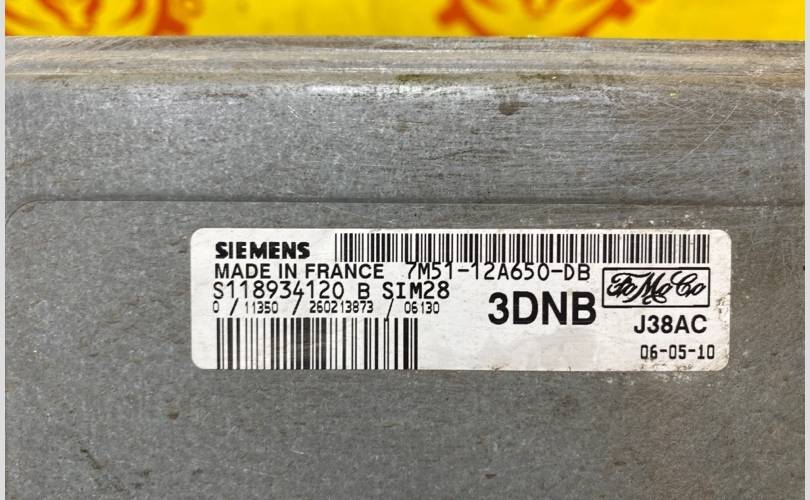 SIEMENS
MADE IN FRANCE 7M51-12A650-DB
S118934120 B SIM28
0 / 11350 / 260213873 / 06130
3DNB
FoMoCo
J38AC
06-05-10